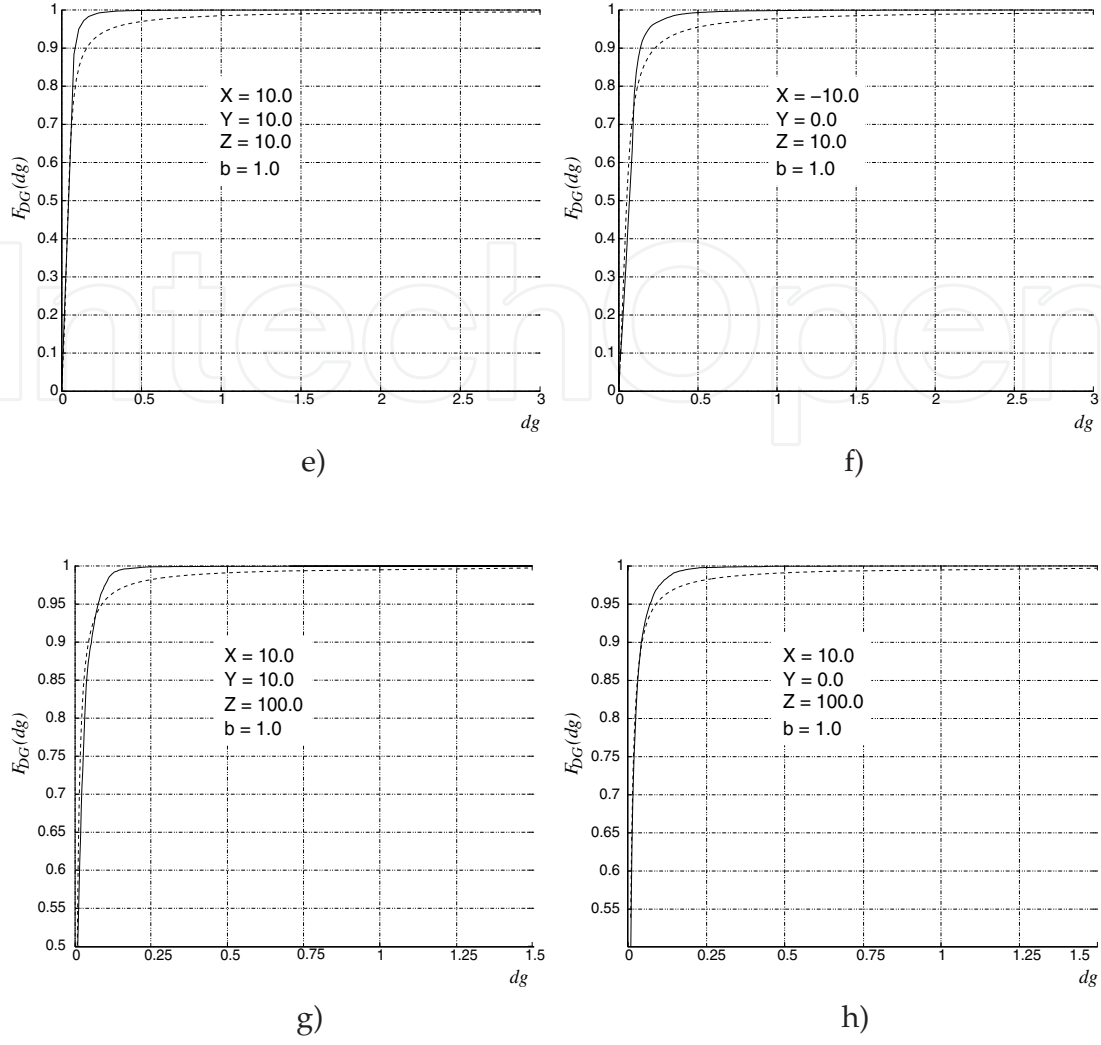 1
0.9
0.8
0.7
0.6
0.5
0.4
0.3
0.2
0.1
0
F_DG(dg)
X = 10.0
Y = 10.0
Z = 10.0
b = 1.0
0 0.5 1 1.5 2 2.5 3
dg
e)
1
0.9
0.8
0.7
0.6
0.5
0.4
0.3
0.2
0.1
0
F_DG(dg)
X = −10.0
Y = 0.0
Z = 10.0
b = 1.0
0 0.5 1 1.5 2 2.5 3
dg
f)
IntechOpen
1
0.95
0.9
0.85
0.8
0.75
0.7
0.65
0.6
0.55
0.5
F_DG(dg)
X = 10.0
Y = 10.0
Z = 100.0
b = 1.0
0 0.25 0.5 0.75 1 1.25 1.5
dg
g)
1
0.95
0.9
0.85
0.8
0.75
0.7
0.65
0.6
0.55
F_DG(dg)
X = 10.0
Y = 0.0
Z = 100.0
b = 1.0
0 0.25 0.5 0.75 1 1.25 1.5
dg
h)